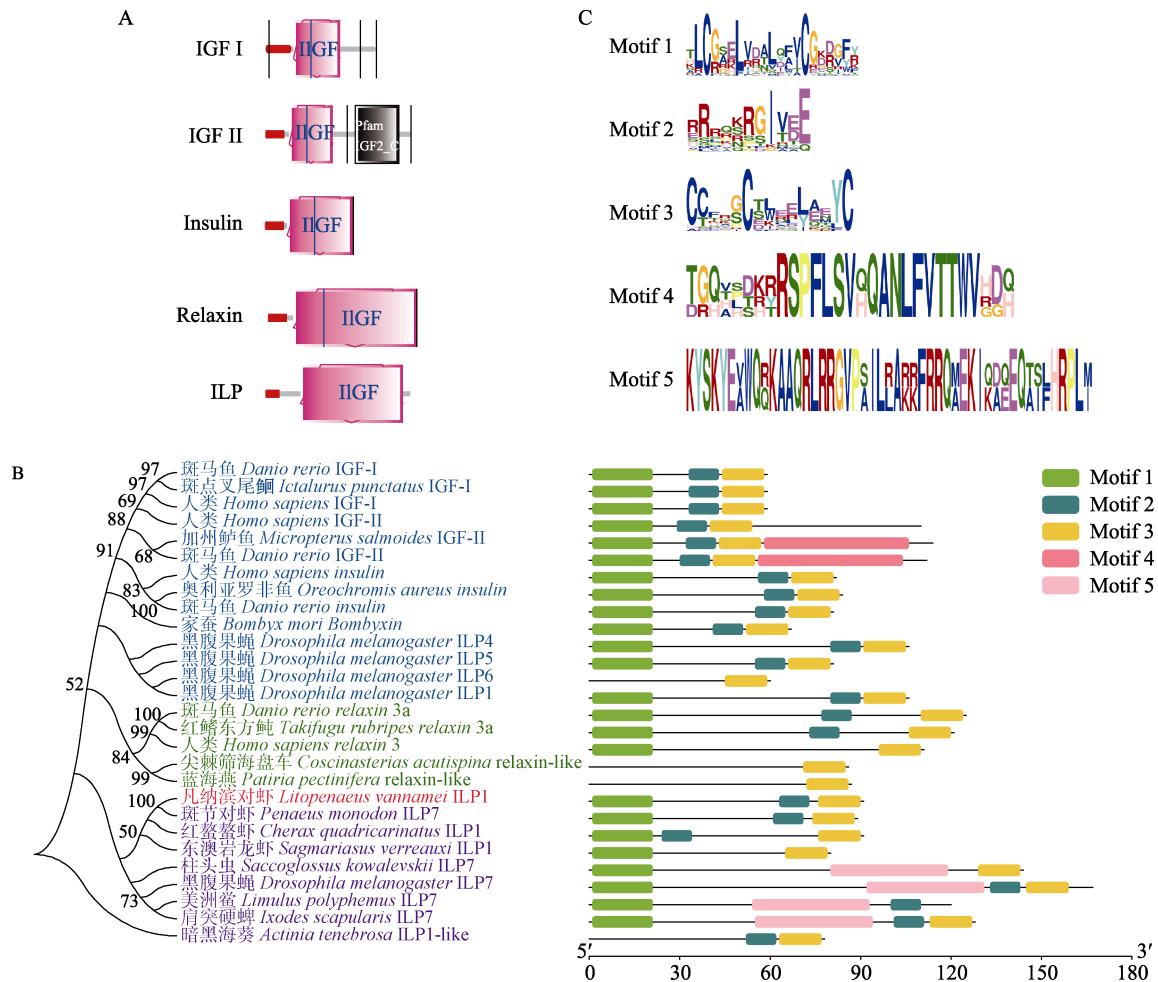 A
IGF I
IlGF
IGF II
IlGF
Pfam
IGF2_C
Insulin
IlGF
Relaxin
IlGF
ILP
IlGF
C
Motif 1
Motif 2
Motif 3
Motif 4
Motif 5
B
斑马鱼 Danio rerio IGF-I
斑点叉尾鮰 Ictalurus punctatus IGF-I
人类 Homo sapiens IGF-I
人类 Homo sapiens IGF-II
加州鲈鱼 Micropterus salmoides IGF-II
斑马鱼 Danio rerio IGF-II
人类 Homo sapiens insulin
奥利亚罗非鱼 Oreochromis aureus insulin
斑马鱼 Danio rerio insulin
家蚕 Bombyx mori Bombyxin
黑腹果蝇 Drosophila melanogaster ILP4
黑腹果蝇 Drosophila melanogaster ILP5
黑腹果蝇 Drosophila melanogaster ILP6
黑腹果蝇 Drosophila melanogaster ILP1
斑马鱼 Danio rerio relaxin 3a
红鳍东方鲀 Takifugu rubripes relaxin 3a
人类 Homo sapiens relaxin 3
尖棘筛海盘车 Coscinasterias acutispina relaxin-like
蓝海燕 Patiria pectinifera relaxin-like
凡纳滨对虾 Litopenaeus vannamei ILP1
斑节对虾 Penaeus monodon ILP7
红螯螯虾 Cherax quadricarinatus ILP1
东澳岩龙虾 Sagmariasus verreauxi ILP1
柱头虫 Saccoglossus kowalevskii ILP7
黑腹果蝇 Drosophila melanogaster ILP7
美洲鲎 Limulus polyphemus ILP7
肩突硬蜱 Ixodes scapularis ILP7
暗黑海葵 Actinia tenebrosa ILP1-like
97
97
69
88
68
91
83
100
52
100
99
84
99
100
50
73
Motif 1
Motif 2
Motif 3
Motif 4
Motif 5
5′
3′
0 30 60 90 120 150 180